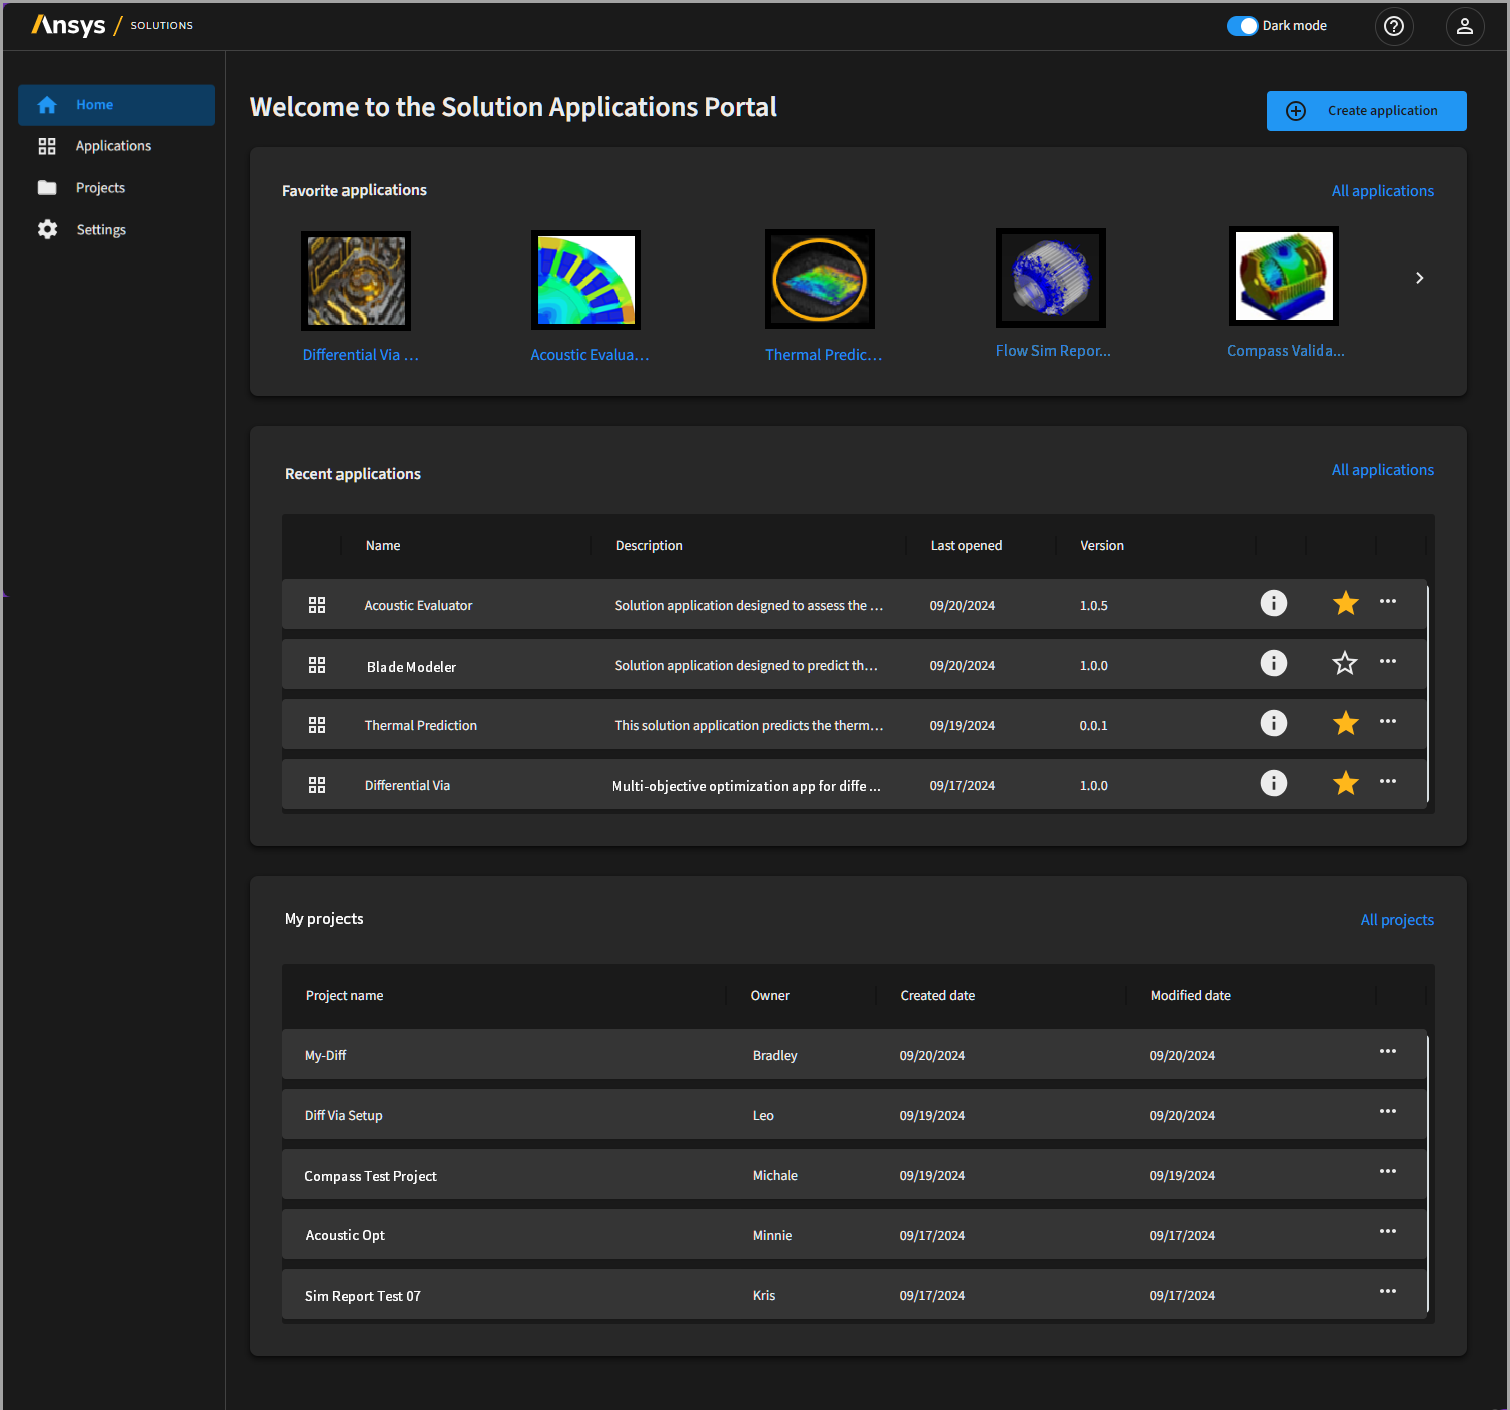 Ansys / SOLUTIONS
Dark mode
Home
Applications
Projects
Settings
Welcome to the Solution Applications Portal
Create application
Favorite applications
All applications
Differential Via ...
Acoustic Evalua...
Thermal Predic...
Flow Sim Repor...
Compass Valida...
Recent applications
All applications
Name Description Last opened Version
Acoustic Evaluator Solution application designed to assess the ... 09/20/2024 1.0.5
Blade Modeler Solution application designed to predict th... 09/20/2024 1.0.0
Thermal Prediction This solution application predicts the therm... 09/19/2024 0.0.1
Differential Via Multi-objective optimization app for diffe ... 09/17/2024 1.0.0
My projects
All projects
Project name Owner Created date Modified date
My-Diff Bradley 09/20/2024 09/20/2024
Diff Via Setup Leo 09/19/2024 09/20/2024
Compass Test Project Michale 09/19/2024 09/19/2024
Acoustic Opt Minnie 09/17/2024 09/17/2024
Sim Report Test 07 Kris 09/17/2024 09/17/2024